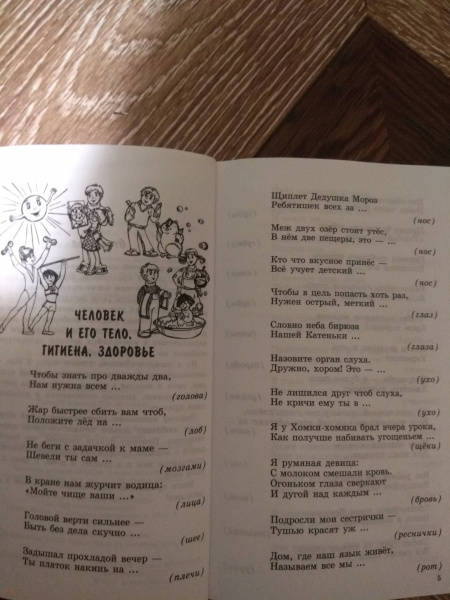 ЧЕЛОВЕК
И ЕГО ТЕЛО,
ГИГИЕНА, ЗДОРОВЬЕ
Чтобы знать про дважды два,
Нам нужна всем ...
(голова)
Жар быстрее сбить вам чтоб,
Положите лёд на ...
(лоб)
Не беги с задачкой к маме —
Шевели ты сам ...
(мозгами)
В кране нам журчит водица:
«Мойте чище ваши ...»
(лица)
Головой верти сильнее —
Быть без дела скучно ...
(шее)
Задышал прохладой вечер —
Ты платок накинь на ...
(плечи)
Щиплет Дедушка Мороз
Ребятишек всех за ...
(нос)
Меж двух озёр стоит утёс,
В нём две пещеры, это — ...
(нос)
Кто что вкусное принёс —
Всё учует детский ...
(нос)
Чтобы в цель попасть хоть раз,
Нужен острый, меткий ...
(глаз)
Словно неба бирюза
Нашей Катеньки ...
(глаза)
Назовите орган слуха.
Дружно, хором! Это — ...
(ухо)
Не лишился друг чтоб слуха,
Не кричи ему ты в ...
(ухо)
Я у Хомки-хомяка брал вчера урока,
Как получше набивать угощеньем ...
(щёки)
Я румяная девица:
С молоком смешали кровь.
Огоньком глаза сверкают
И дугой над каждым ...
(бровь)
Подросли мои сестрички —
Тушью красят уж ...
(реснички)
Дом, где наш язык живёт,
Называем все мы ...
(рот)
5